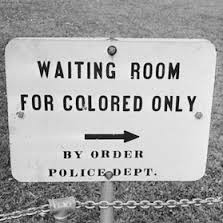 WAITING ROOM
FOR COLORED ONLY
BY ORDER
POLICE DEPT.